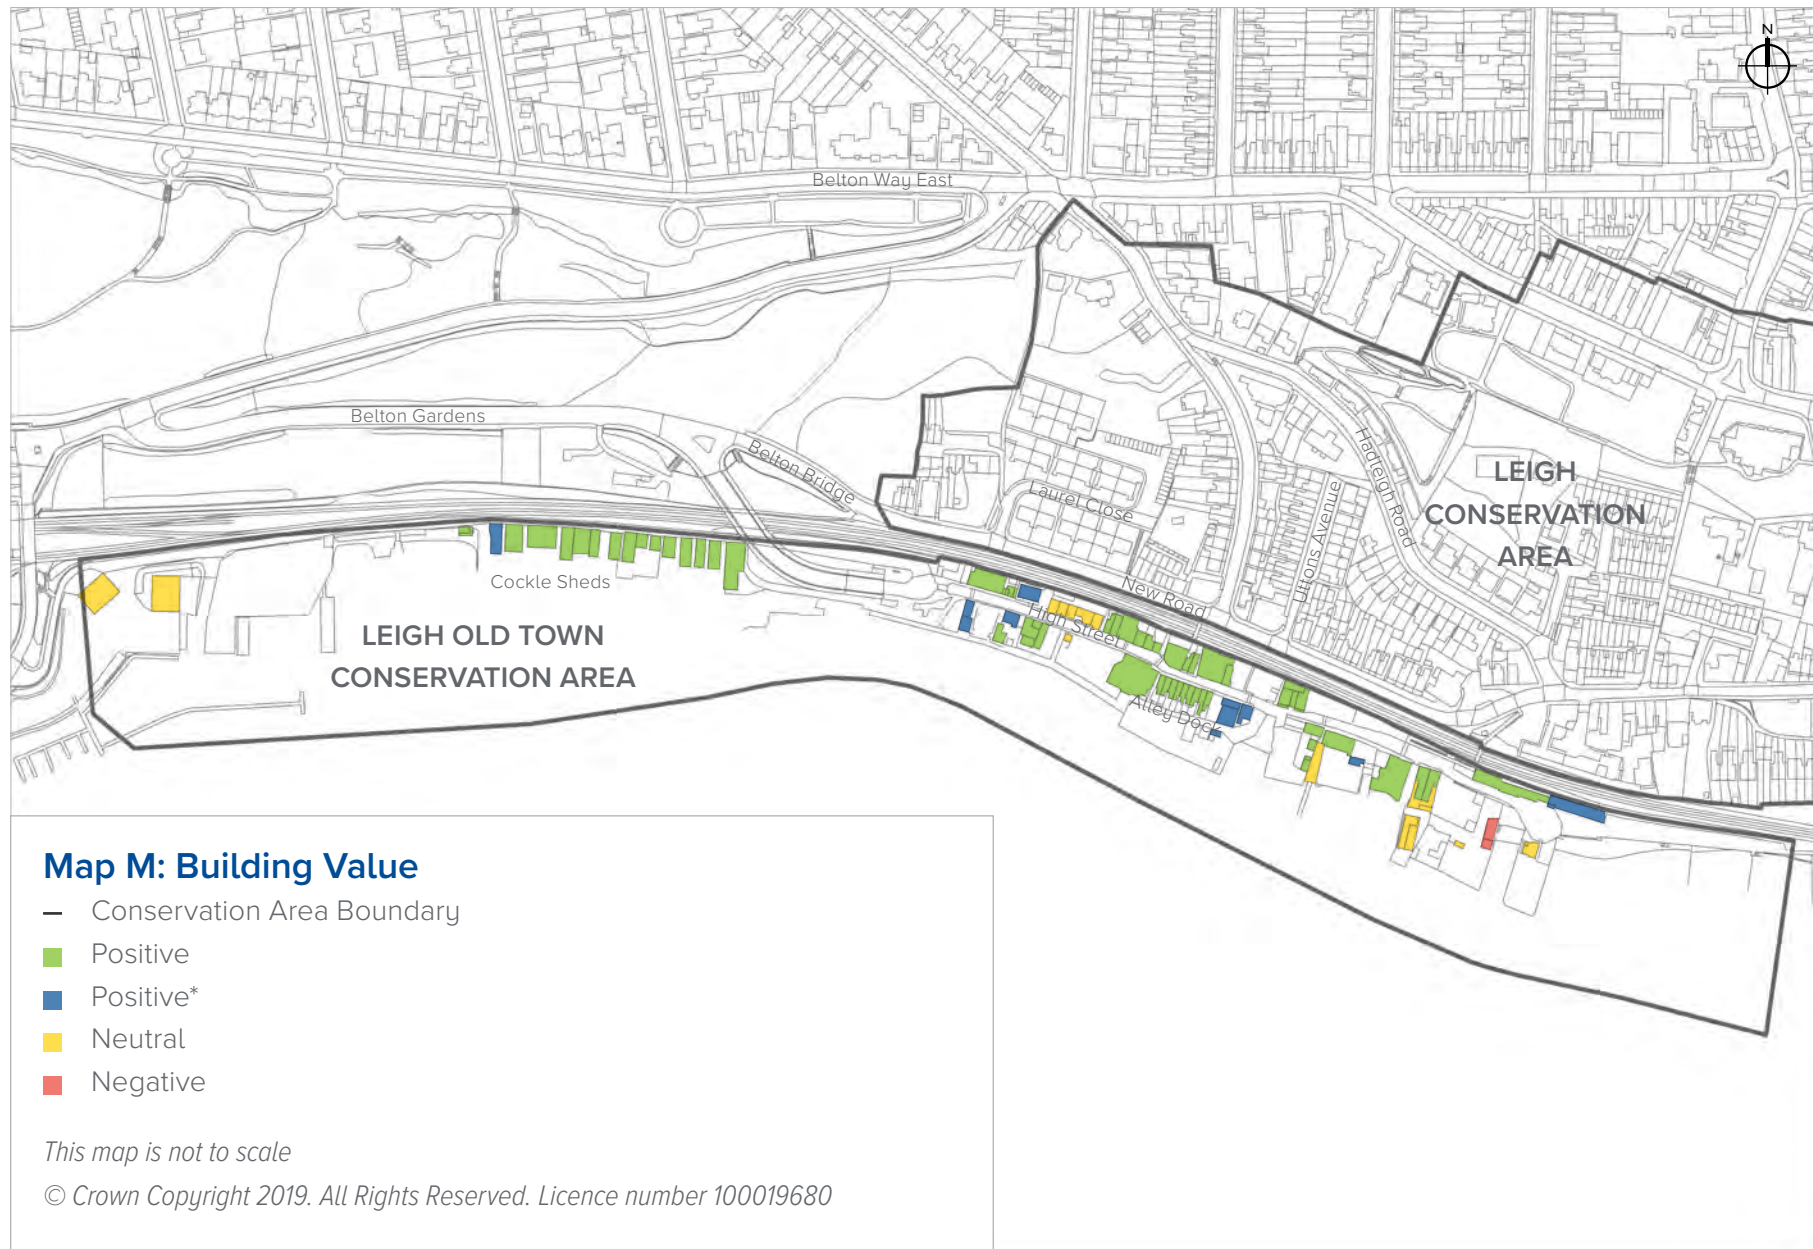 N
Belton Way East
Belton Gardens
Belton Bridge
Laurel Close
Hadleigh Road
Uttons Avenue
LEIGH
CONSERVATION
AREA
New Road
High Street
Cockle Sheds
LEIGH OLD TOWN
CONSERVATION AREA
Alley Dock
Map M: Building Value
Conservation Area Boundary
Positive
Positive*
Neutral
Negative
This map is not to scale
© Crown Copyright 2019. All Rights Reserved. Licence number 100019680